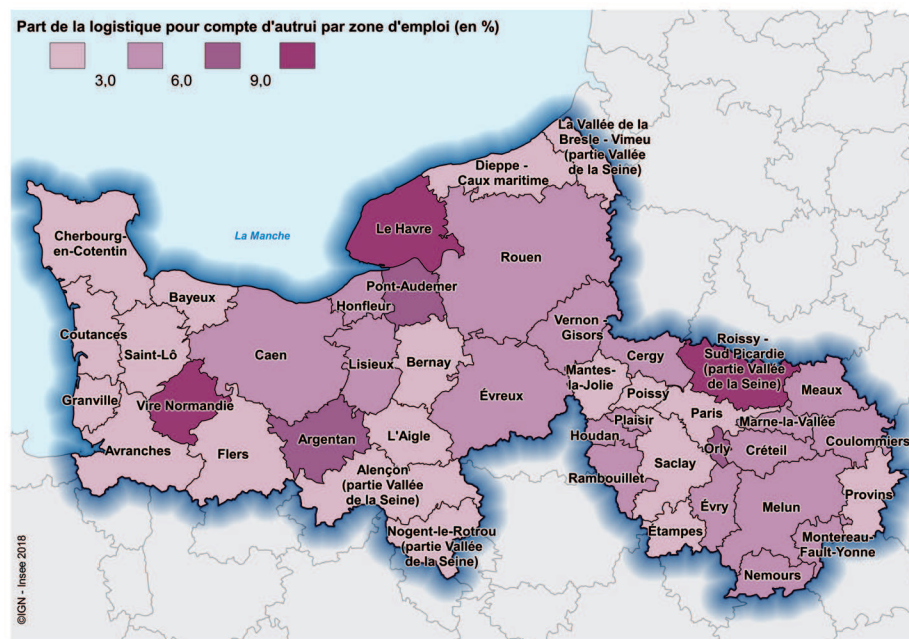 Part de la logistique pour compte d'autrui par zone d'emploi (en %)
3,0
6,0
9,0
La Vallée de la
Bresle - Vimeu
(partie Vallée
de la Seine)
Dieppe -
Caux maritime
Le Havre
Cherbourg-
en-Cotentin
La Manche
Rouen
Pont-Audemer
Honfleur
Bayeux
Vernon -
Gisors
Coutances
Saint-Lô
Caen
Lisieux
Bernay
Roissy -
Sud Picardie
(partie Vallée
de la Seine)
Cergy
Mantes-
la-Jolie
Poissy
Meaux
Évreux
Granville
Vire Normandie
Paris
Marne-la-Vallée
Plaisir
Houdan
Coulommiers
Argentan
L'Aigle
Orly
Créteil
Avranches
Flers
Saclay
Alençon
(partie Vallée
de la Seine)
Rambouillet
Provins
Évry
Melun
Nogent-le-Rotrou
(partie Vallée
de la Seine)
Étampes
Montereau-
Fault-Yonne
Nemours
©IGN - Insee 2018